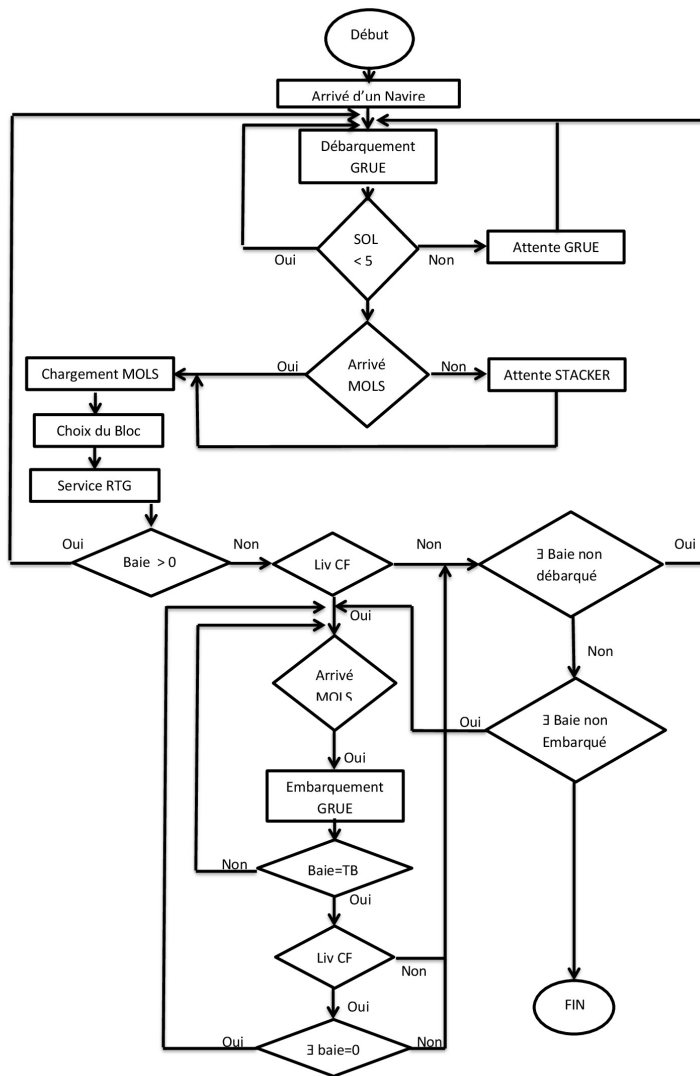 Début
Arrivé d'un Navire
Débarquement
GRUE
SOL
< 5
Oui
Non
Attente GRUE
Arrivé
MOLS
Oui
Non
Chargement MOLS
Attente STACKER
Choix du Bloc
Service RTG
Baie > 0
Oui
Non
Liv CF
Non
Ǝ Baie non
débarqué
Oui
Oui
Non
Arrivé
MOLS
Ǝ Baie non
Embarqué
Oui
Oui
Embarquement
GRUE
Baie=TB
Non
Oui
Liv CF
Non
Oui
Ǝ baie=0
Oui
Non
FIN